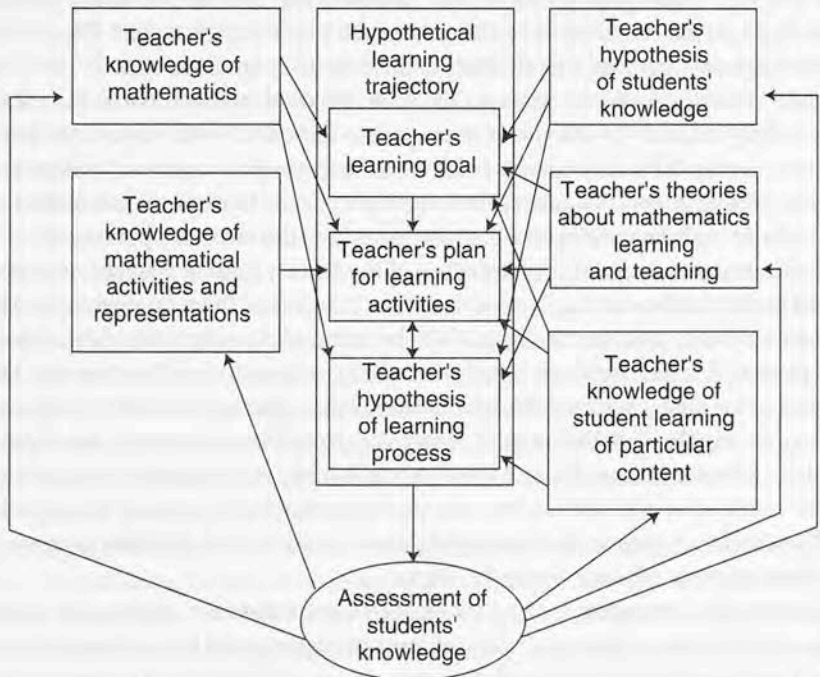 Teacher's
knowledge of
mathematics
Hypothetical
learning
trajectory
Teacher's
hypothesis
of students'
knowledge
Teacher's
learning goal
Teacher's
knowledge of
mathematical
activities and
representations
Teacher's plan
for learning
activities
Teacher's theories
about mathematics
learning
and teaching
Teacher's
hypothesis
of learning
process
Teacher's
knowledge of
student learning
of particular
content
Assessment of
students'
knowledge